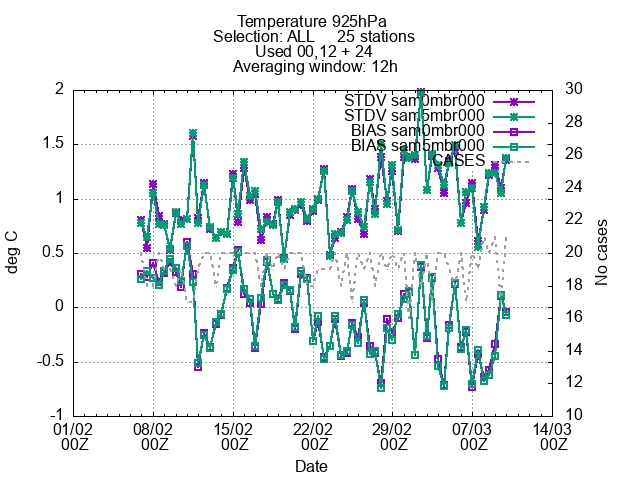 Temperature 925hPa
Selection: ALL 25 stations
Used 00,12 + 24
Averaging window: 12h
STDV sam0mbr000
STDV sam5mbr000
BIAS sam0mbr000
BIAS sam5mbr000
CASES
deg C
2
1.5
1
0.5
0
-0.5
-1
No cases
30
28
26
24
22
20
18
16
14
12
10
01/02 08/02 15/02 22/02 29/02 07/03 14/03
00Z 00Z 00Z 00Z 00Z 00Z 00Z
Date